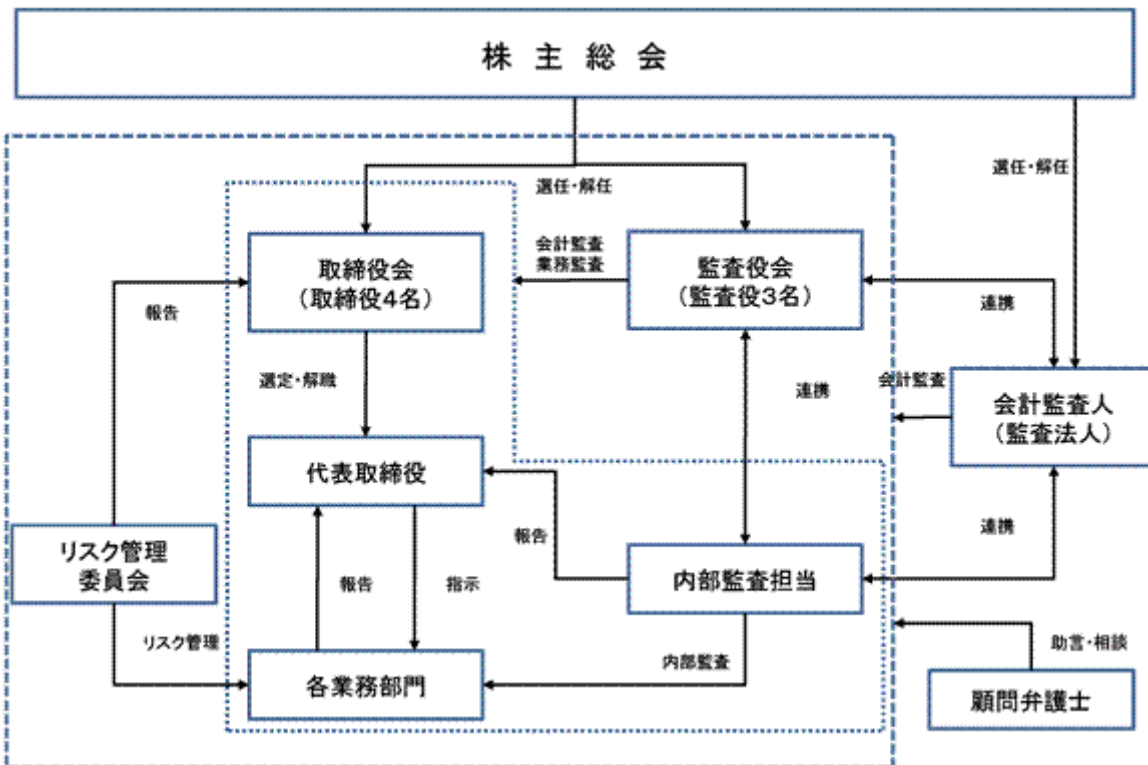 株主総会
選任・解任
選任・解任
取締役会
（取締役４名）
会計監査
業務監査
監査役会
（監査役３名）
報告
連携
選定・解職
連携
会計監査
会計監査人
（監査法人）
代表取締役
報告
連携
リスク管理
委員会
報告
指示
内部監査担当
リスク管理
内部監査
助言・相談
各業務部門
顧問弁護士